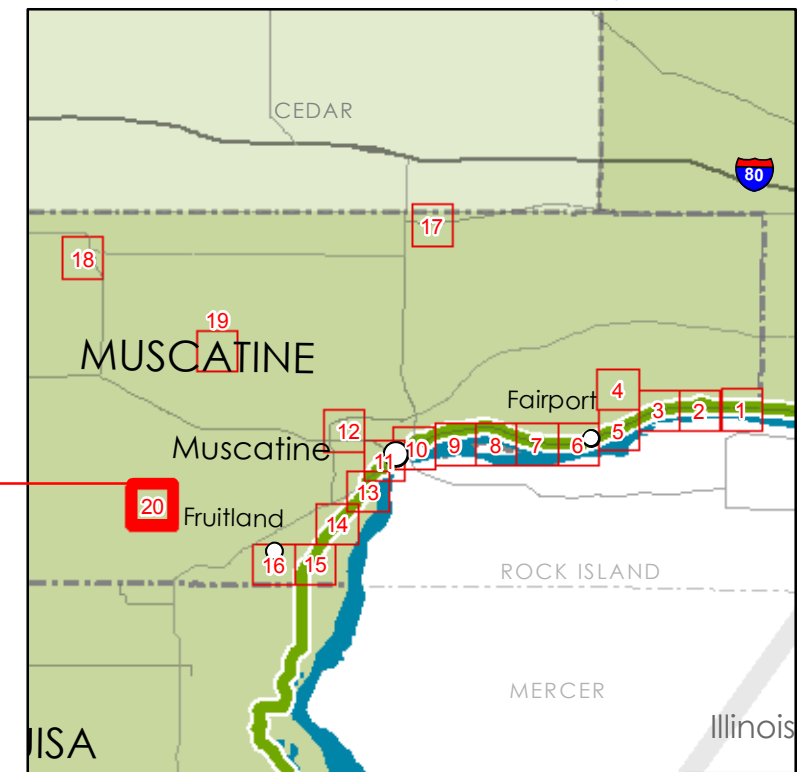 CEDAR
80
17
18
19
MUSCATINE
4
Fairport
3
2
1
12
5
Muscatine
10
9
8
7
6
11
13
20
Fruitland
14
16
15
ROCK ISLAND
MERCER
Illinois
UISA